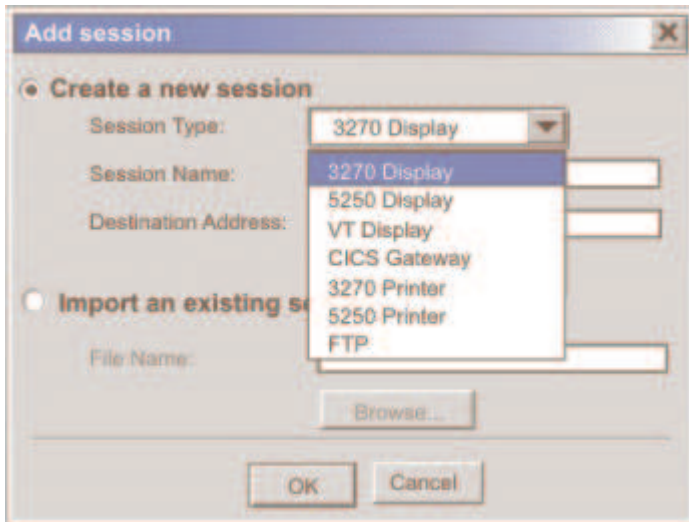 Add session
Create a new session
Session Type:
3270 Display
3270 Display
5250 Display
VT Display
CICS Gateway
3270 Printer
5250 Printer
FTP
Session Name:
Destination Address:
Import an existing
File Name:
Browse...
OK
Cancel